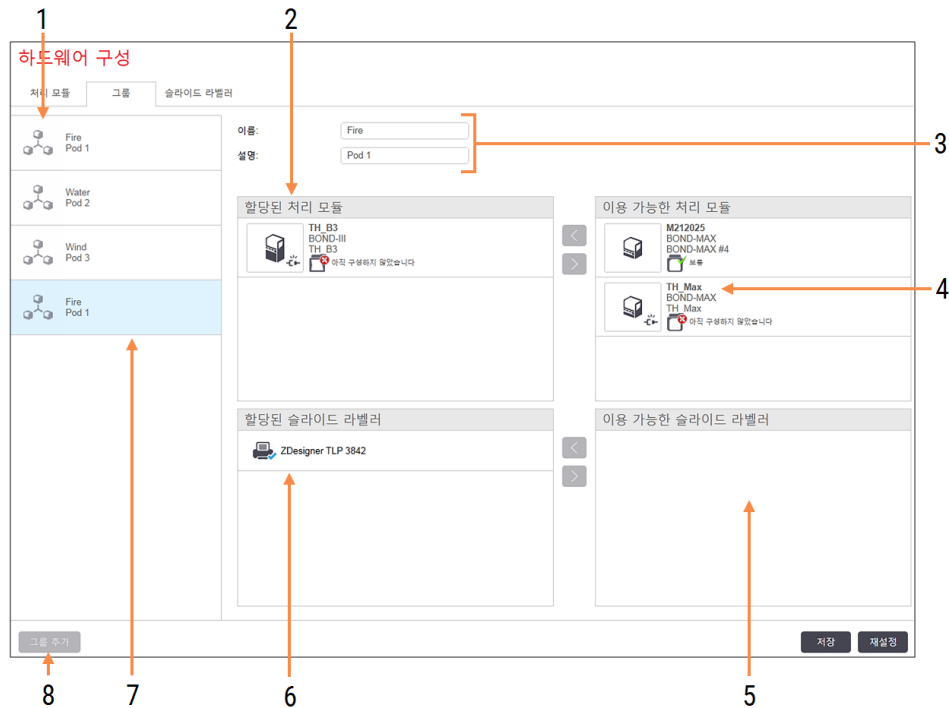 1
2
하드웨어 구성
처리 모듈
그룹
슬라이드 라벨러
Fire
Pod 1
이름:
Fire
설명:
Pod 1
3
Water
Pod 2
할당된 처리 모듈
이용 가능한 처리 모듈
TH_B3
BOND-III
TH_B3
아직 구성하지 않았습니다
<
>
M212025
BOND-MAX
BOND-MAX #4
보통
Wind
Pod 3
Fire
Pod 1
TH_Max
BOND-MAX
TH_Max
아직 구성하지 않았습니다
4
할당된 슬라이드 라벨러
이용 가능한 슬라이드 라벨러
ZDesigner TLP 3842
<
>
그룹 추가
저장
재설정
8
7
6
5